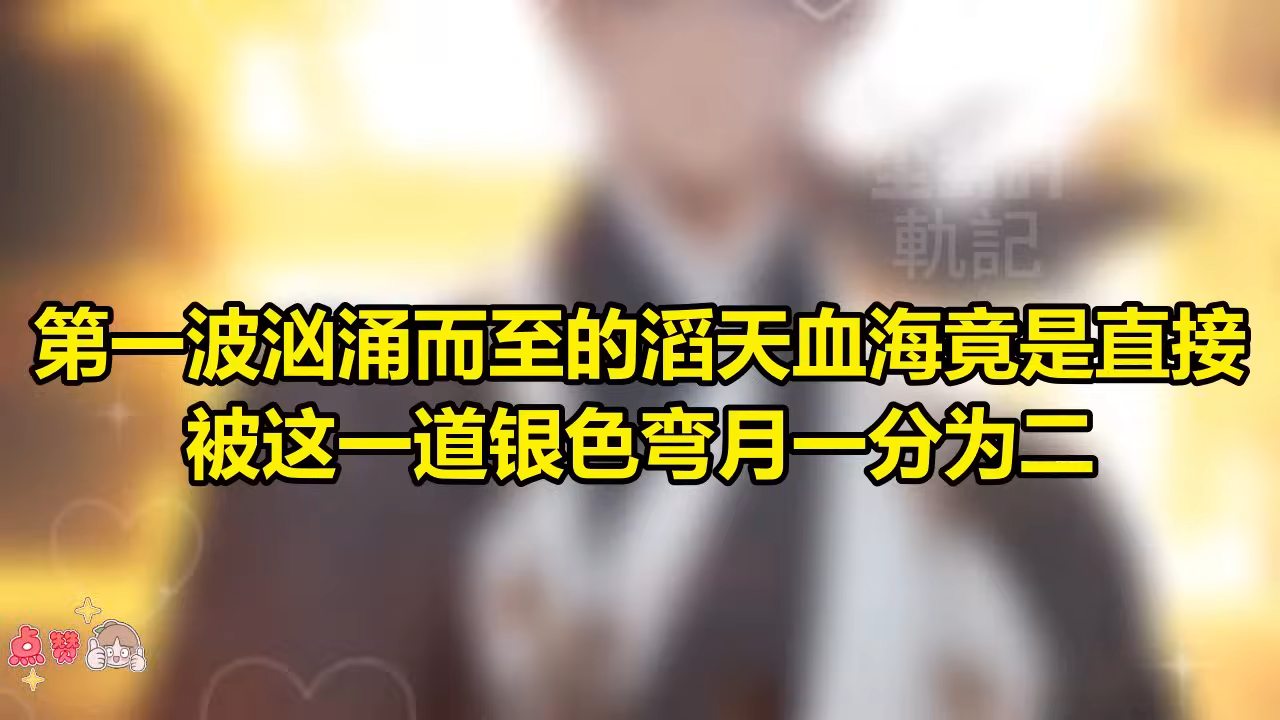 軌記
第一波汹涌而至的滔天血海竟是直接
被这一道银色弯月一分为二
点赞